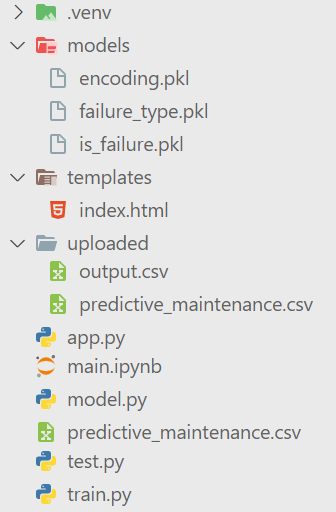 .venv
models
encoding.pkl
failure_type.pkl
is_failure.pkl
templates
index.html
uploaded
output.csv
predictive_maintenance.csv
app.py
main.ipynb
model.py
predictive_maintenance.csv
test.py
train.py